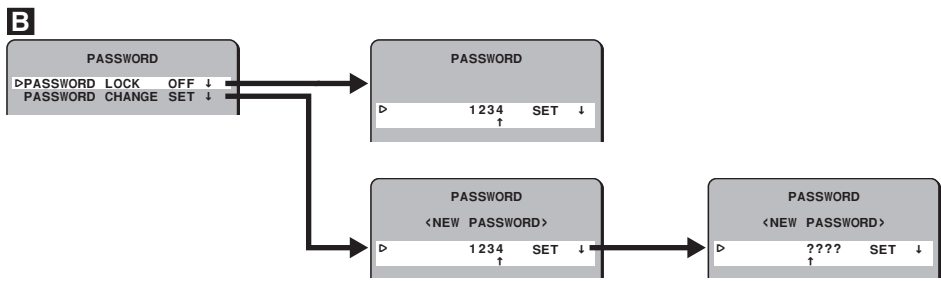 B
PASSWORD
▷PASSWORD LOCK OFF ↓
PASSWORD CHANGE SET ↓
PASSWORD
▷ 1234 SET ↓
↑
PASSWORD
<NEW PASSWORD>
▷ 1234 SET ↓
↑
PASSWORD
<NEW PASSWORD>
▷ ???? SET ↓
↑